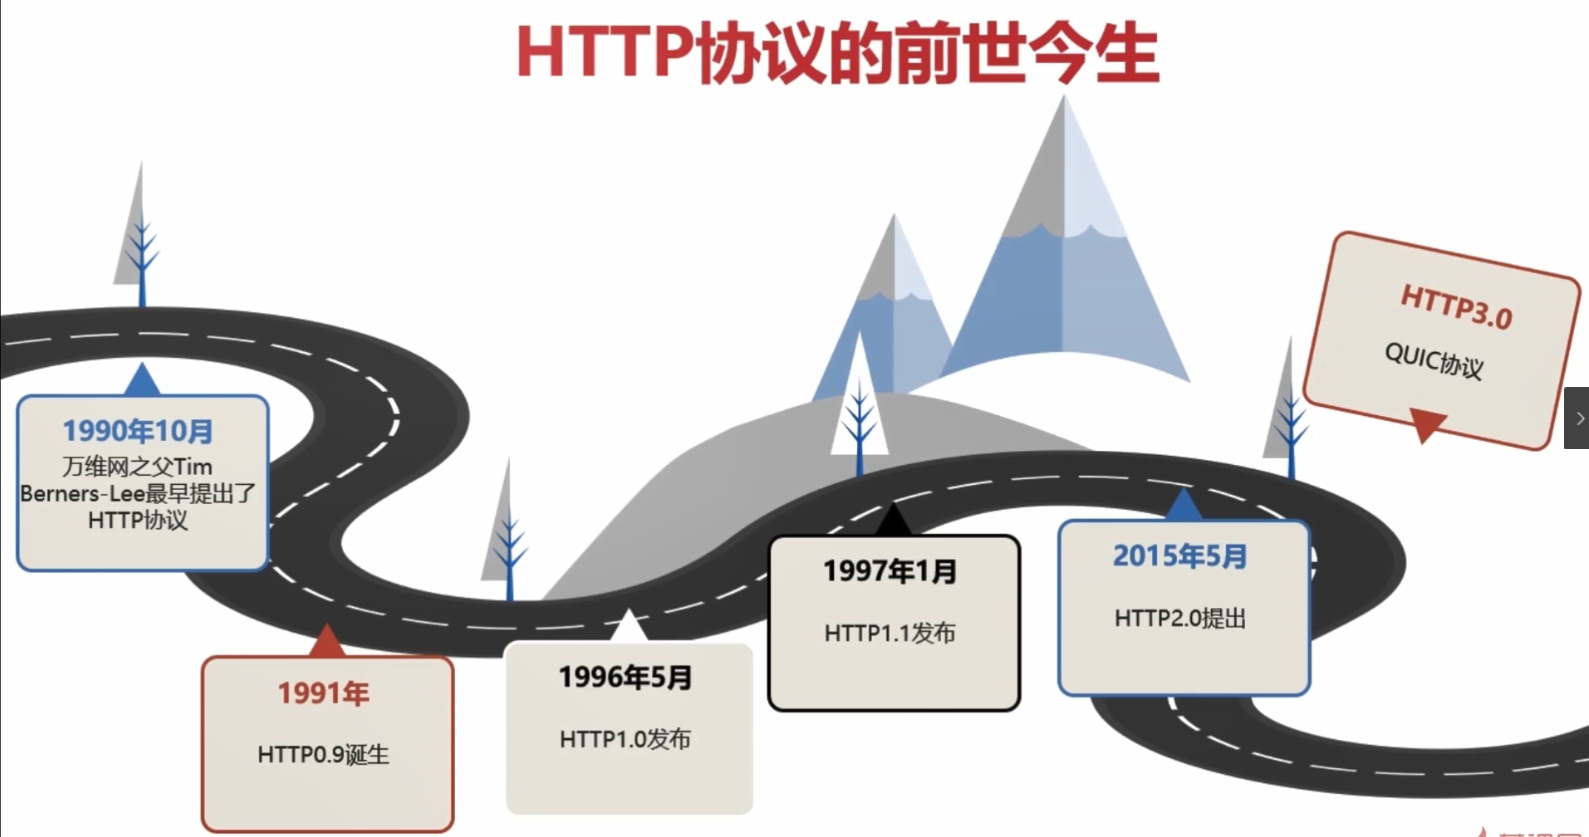 HTTP协议的前世今生
1990年10月
万维网之父Tim
Berners-Lee最早提出了
HTTP协议
1991年
HTTP0.9诞生
1996年5月
HTTP1.0发布
1997年1月
HTTP1.1发布
2015年5月
HTTP2.0提出
HTTP3.0
QUIC协议